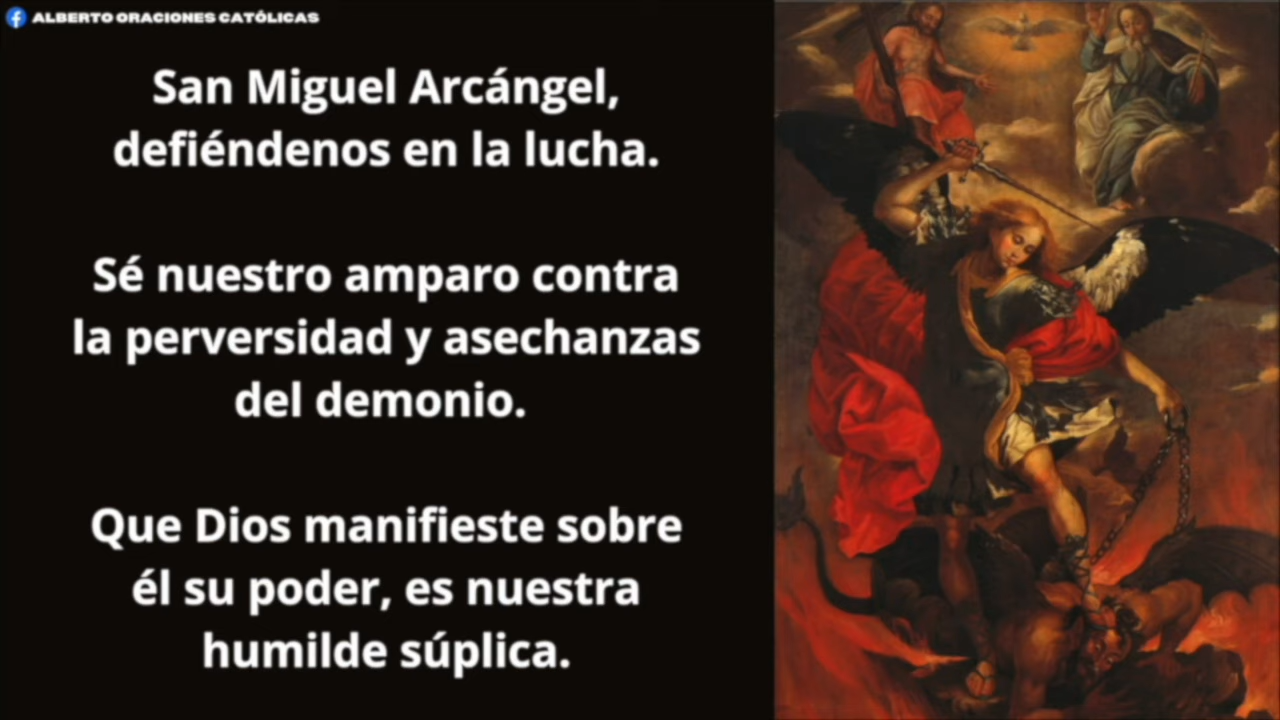 ALBERTO ORACIONES CATÓLICAS
San Miguel Arcángel,
defiéndenos en la lucha.
Sé nuestro amparo contra
la perversidad y asechanzas
del demonio.
Que Dios manifieste sobre
él su poder, es nuestra
humilde súplica.